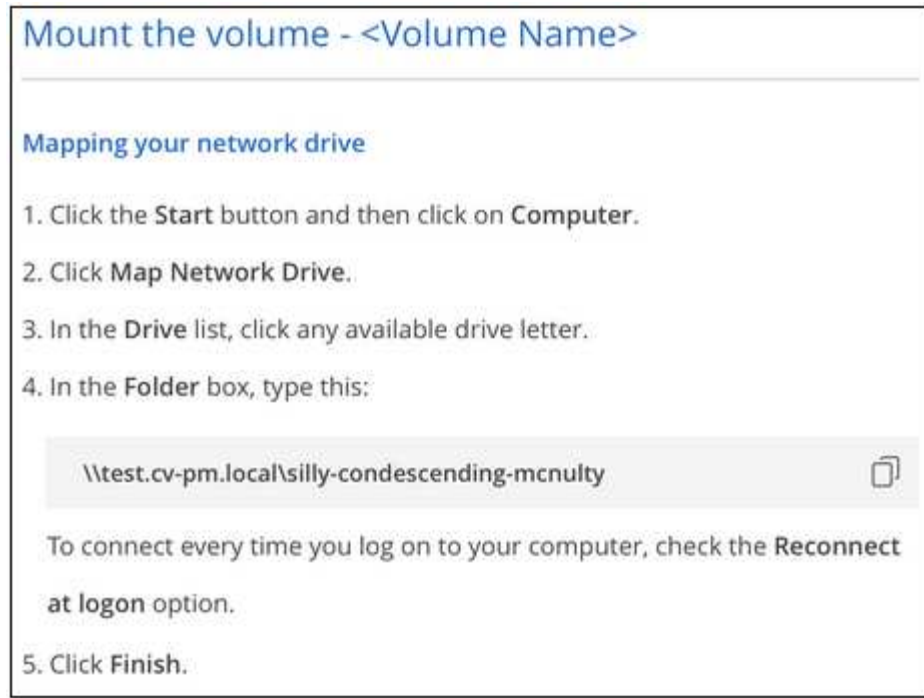 Mount the volume - <Volume Name>
Mapping your network drive
1. Click the Start button and then click on Computer.
2. Click Map Network Drive.
3. In the Drive list, click any available drive letter.
4. In the Folder box, type this:
\\test.cv-pm.local\silly-condescending-mcnulty
To connect every time you log on to your computer, check the Reconnect
at logon option.
5. Click Finish.